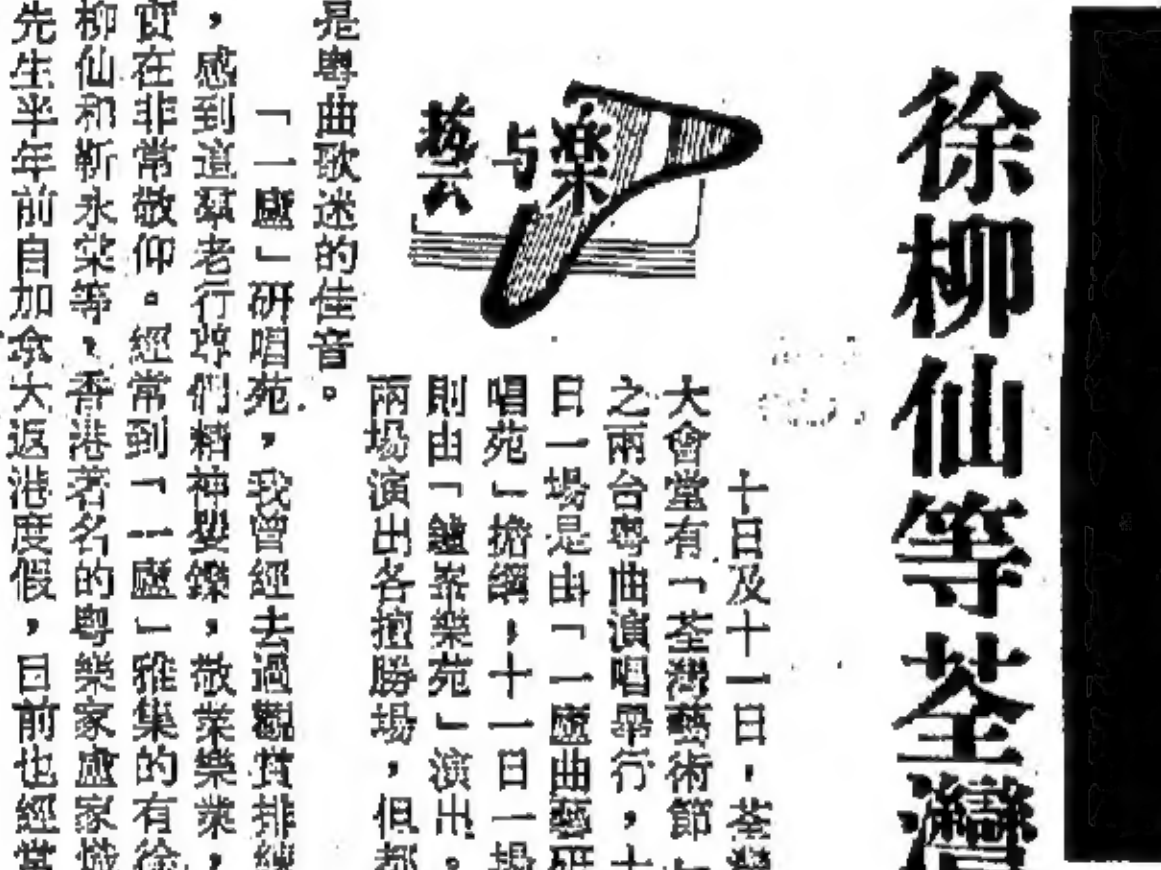 徐柳仙等荃灣
藝与楽
十日及十一日,荃灣
大會堂有「荃灣藝術節」
之兩台粵曲演唱舉行,十
日一場是由「一廬曲藝研
唱苑」擔綱,十一日一場
則由「鐘峯樂苑」演出。
兩場演出各擅勝場,但都
是粵曲歌迷的佳音。
「一廬」研唱苑,我曾經去過觀賞排練
,感到這羣老行尊們精神矍鑠,敬業樂業,
實在非常敬仰。經常到「一廬」雅集的有徐
柳仙和靳永棠等,香港著名的粵樂家盧家熾
先生半年前自加拿大返港度假,日前也經常